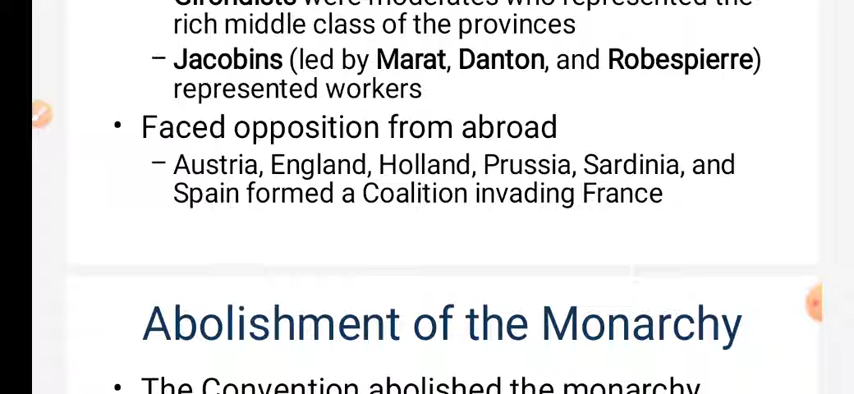 Girondists were moderates who represented the
rich middle class of the provinces
– Jacobins (led by Marat, Danton, and Robespierre)
represented workers
• Faced opposition from abroad
– Austria, England, Holland, Prussia, Sardinia, and
Spain formed a Coalition invading France
Abolishment of the Monarchy
• The Convention abolished the monarchy